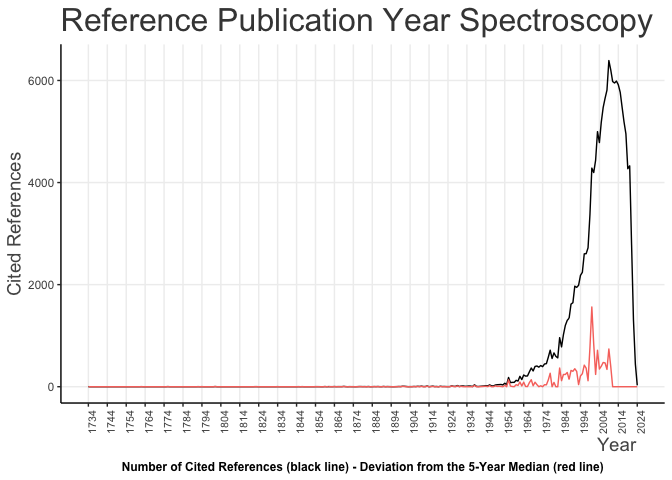 Reference Publication Year Spectroscopy
Cited References
6000
4000
2000
0
1734 1744 1754 1764 1774 1784 1794 1804 1814 1824 1834 1844 1854 1864 1874 1884 1894 1904 1914 1924 1934 1944 1954 1964 1974 1984 1994 2004 2014 2024
Year
Number of Cited References (black line) - Deviation from the 5-Year Median (red line)